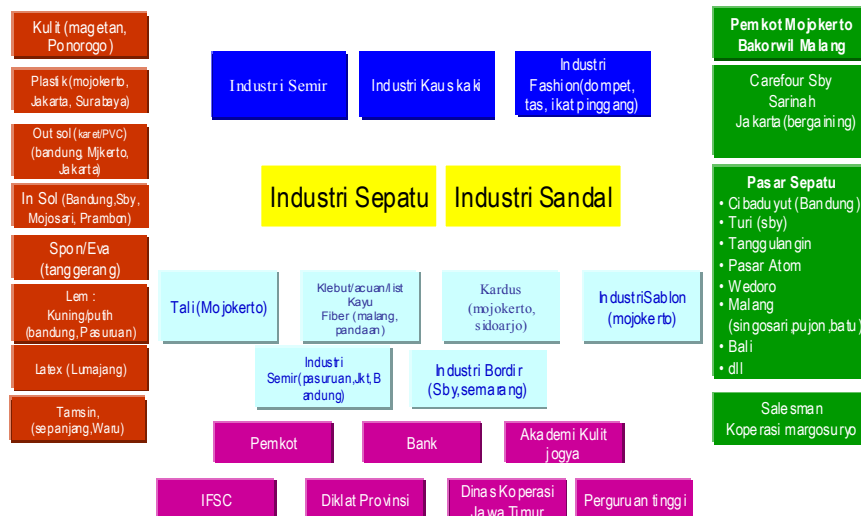 Kulit (magetan,
Ponorogo)
Plastik (mojokerto,
Jakarta, Surabaya)
Out sol (karet/PVC)
(bandung, Mjkerto,
Jakarta)
In Sol (Bandung,Sby,
Mojosari, Prambon)
Spon/Eva
(tanggerang)
Lem :
Kuning/putih
(bandung,Pasuruan)
Latex (Lumajang)
Tamsin,
(sepanjang,Waru)
Industri Semir
Industri Kaus kaki
Industri
Fashion(dompet,
tas, ikat pinggang)
Industri Sepatu
Industri Sandal
Tali (Mojokerto)
Klebut/acuan/list
Kayu
Fiber (malang,
pandaan)
Kardus
(mojokerto,
sidoarjo)
IndustriSablon
(mojokerto)
Industri
Semir(pasuruan,Jkt,B
andung)
Industri Bordir
(Sby,semarang)
Pemkot
Bank
Akademi Kulit
jogya
IFSC
Diklat Provinsi
Dinas Koperasi
Jawa Timur
Perguruan tinggi
Pemkot Mojokerto
Bakorwil Malang
Carefour Sby
Sarinah
Jakarta (bergaining)
Pasar Sepatu
• Cibaduyut (Bandung)
• Turi (sby)
• Tanggulangin
• Pasar Atom
• Wedoro
• Malang
(singosari,pujon,batu)
• Bali
• dll
Salesman
Koperasi margosuryo